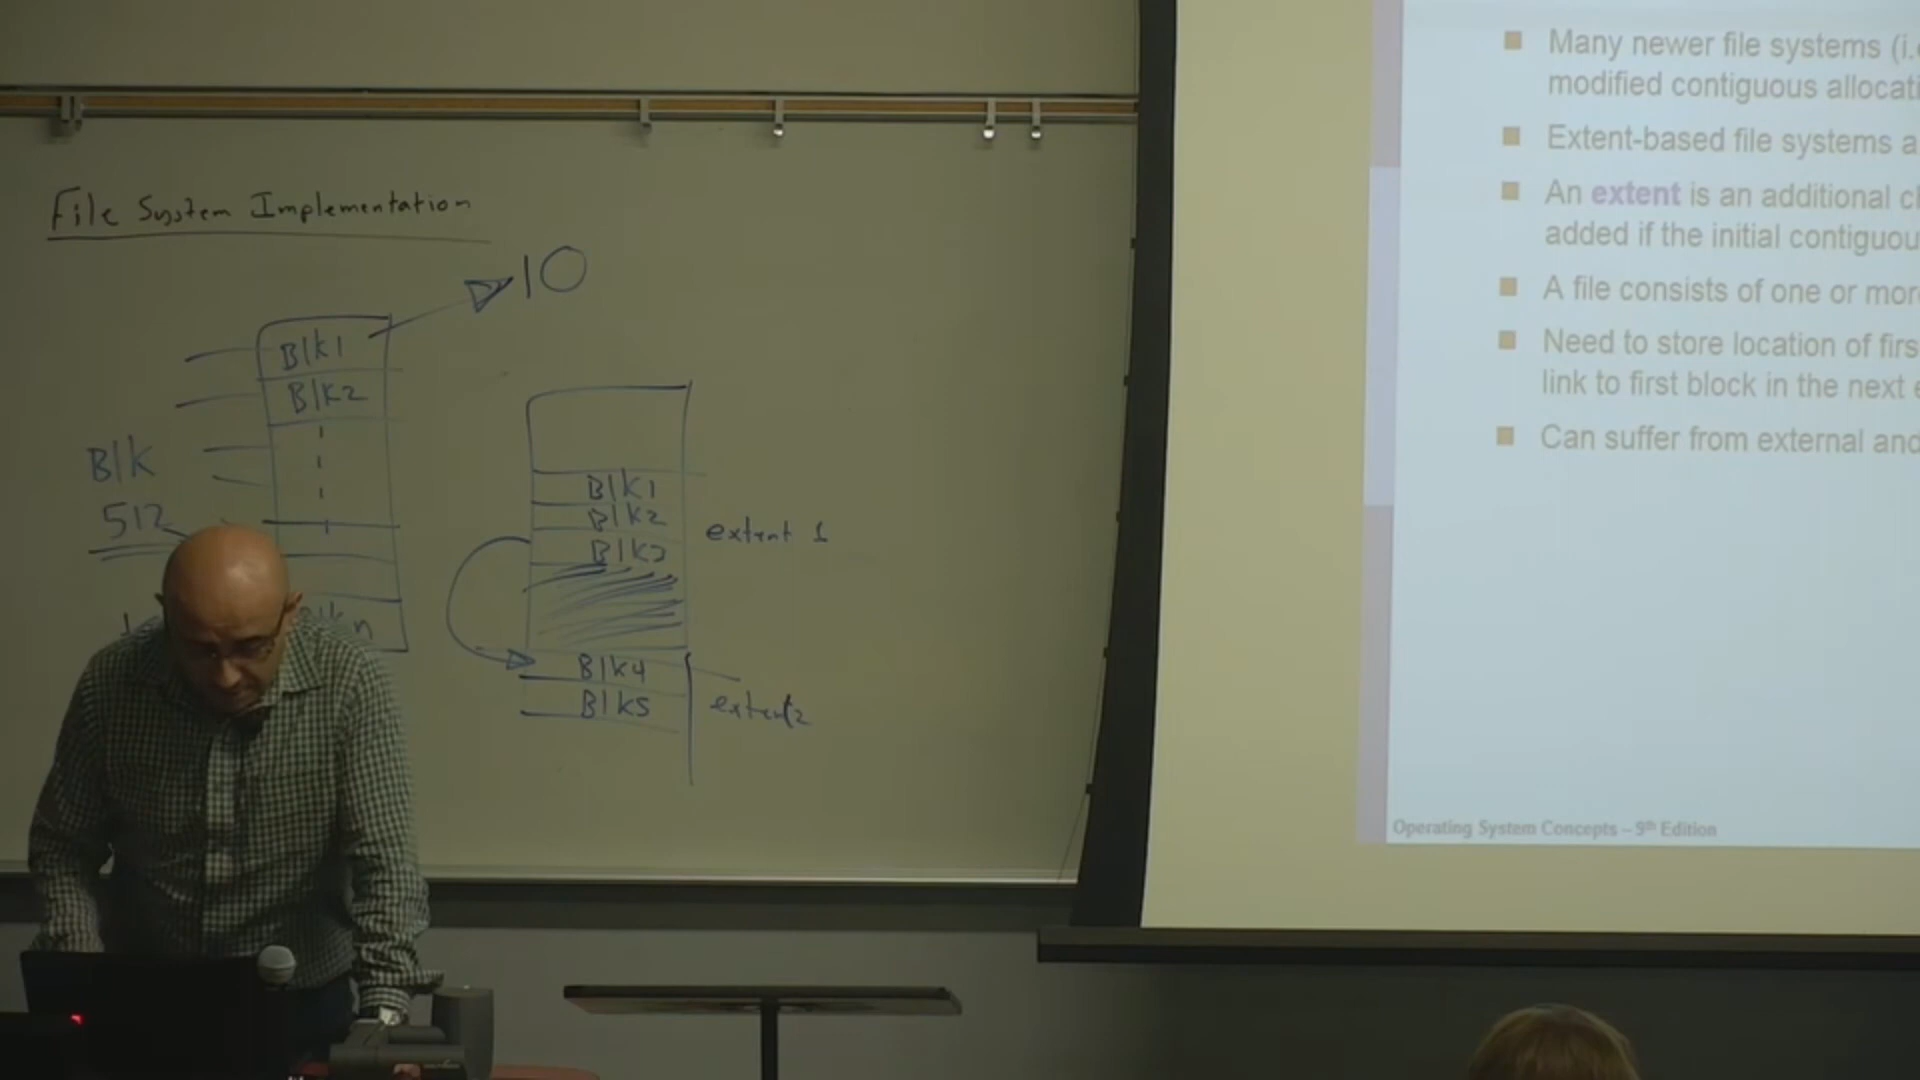 File System Implementation
10
Blk1
Blk2
Blk
512
n
Blk1
Blk2
Blk3
extent 1
Blk4
Blk5
extent2
Many newer file systems (i.
modified contiguous allocati
Extent-based file systems a
An extent is an additional
added if the initial contiguou
A file consists of one or mor
Need to store location of firs
link to first block in the next
Can suffer from external and
Operating System Concepts – 9th Edition